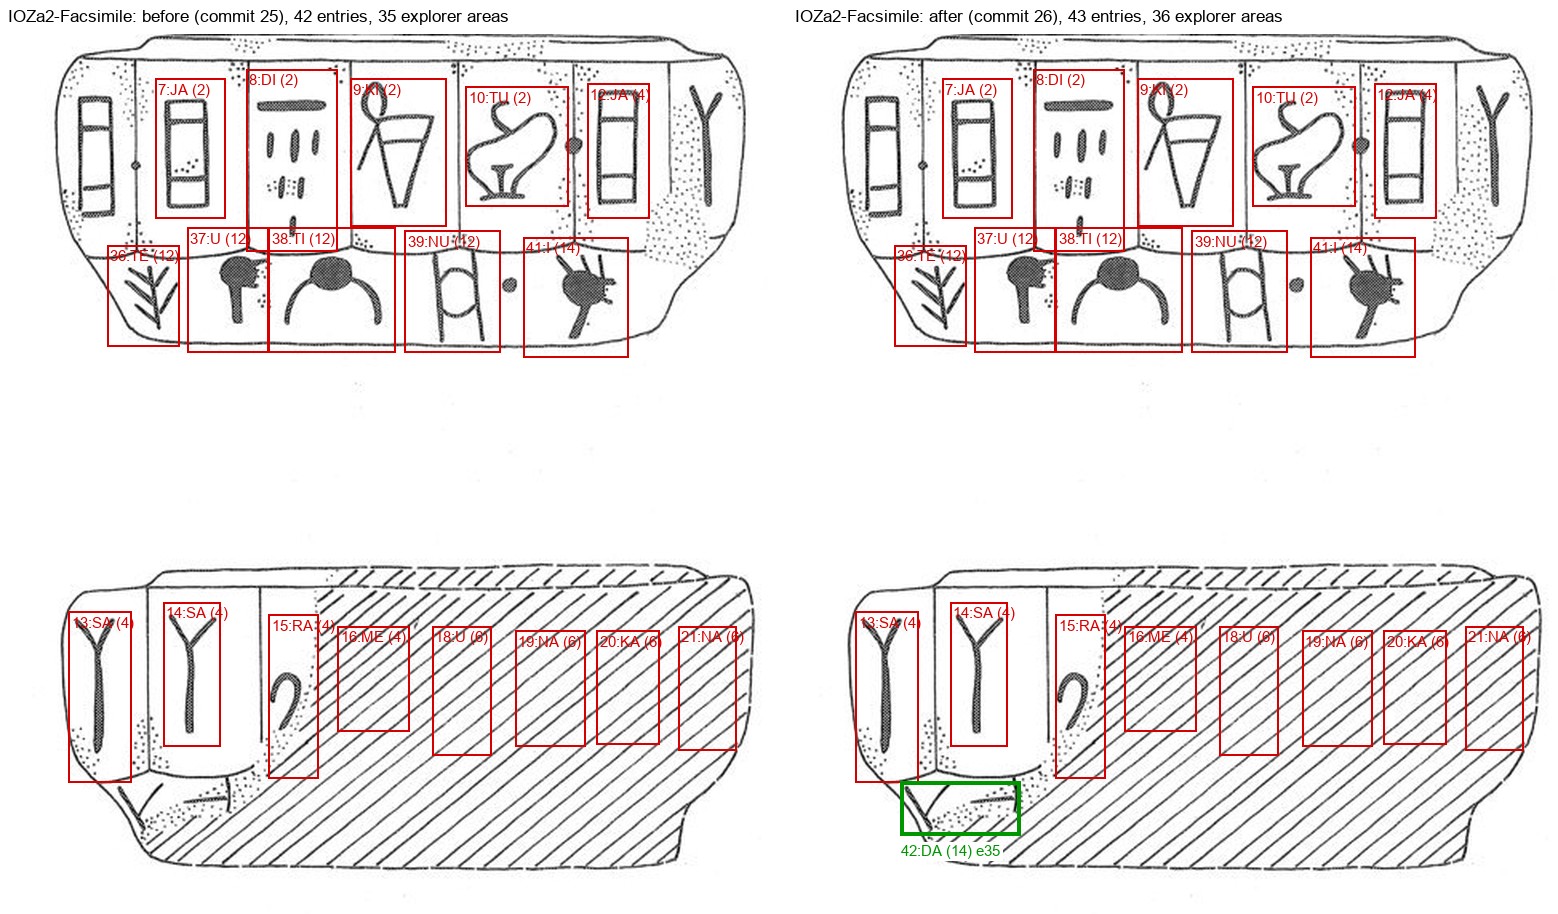 IOZa2-Facsimile: before (commit 25), 42 entries, 35 explorer areas
7:JA (2)
8:DI (2)
9:KI (2)
10:TU (2)
12:JA (4)
36:TE (12)
37:U (12)
38:TI (12)
39:NU (12)
41:I (14)
13:SA (4)
14:SA (4)
15:RA (4)
16:ME (4)
18:U (6)
19:NA (6)
20:KA (6)
21:NA (6)
IOZa2-Facsimile: after (commit 26), 43 entries, 36 explorer areas
7:JA (2)
8:DI (2)
9:KI (2)
10:TU (2)
12:JA (4)
36:TE (12)
37:U (12)
38:TI (12)
39:NU (12)
41:I (14)
13:SA (4)
14:SA (4)
15:RA (4)
16:ME (4)
18:U (6)
19:NA (6)
20:KA (6)
21:NA (6)
42:DA (14) e35